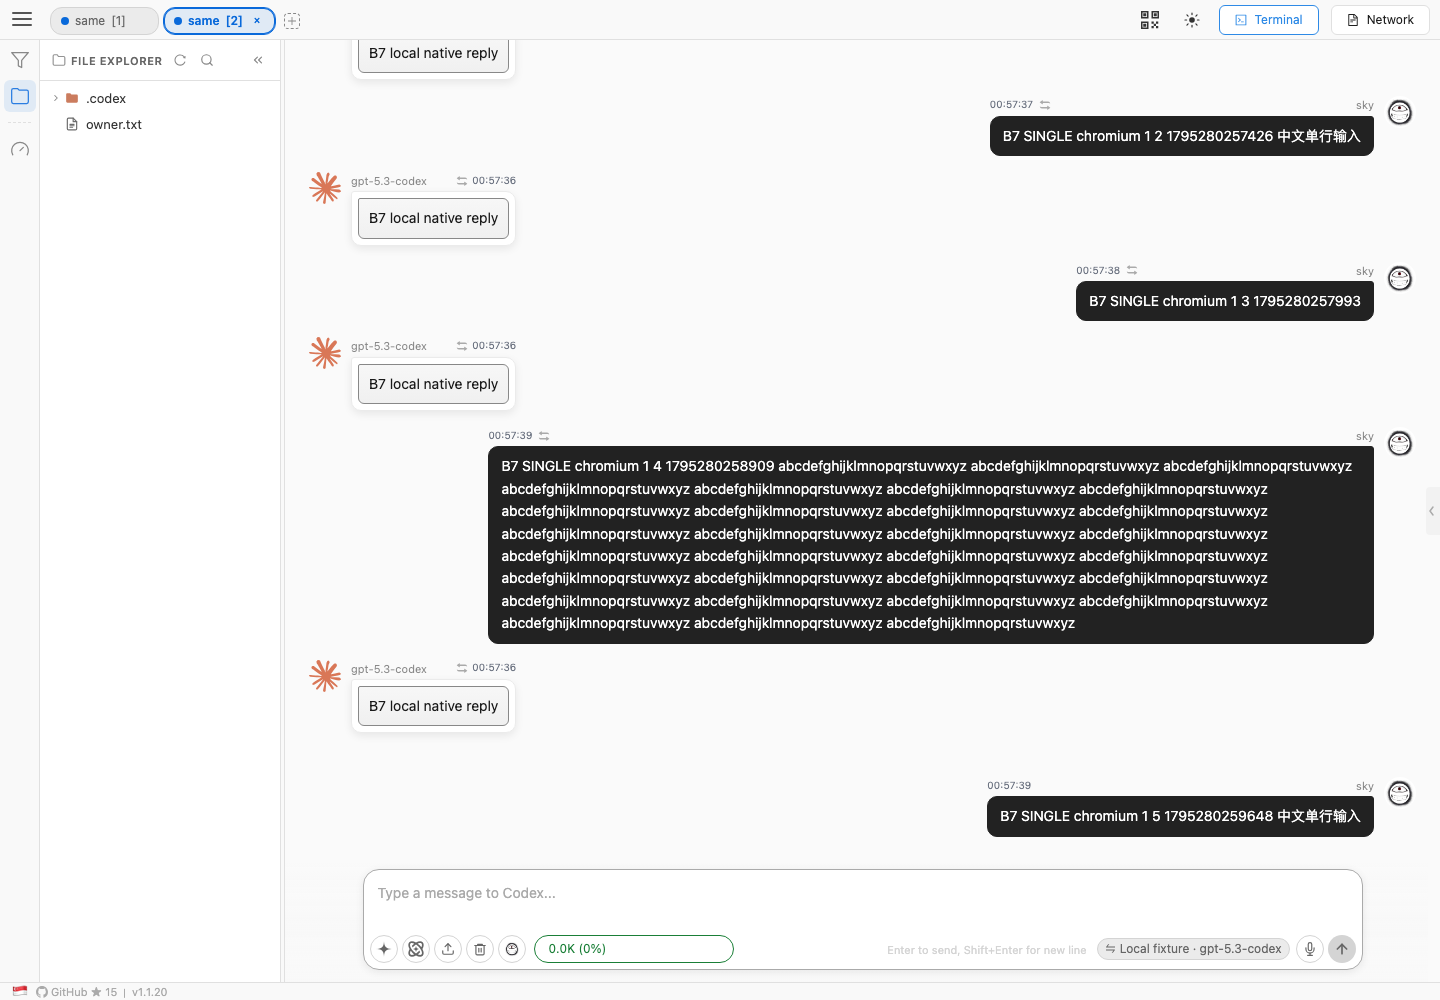 same [1]
same [2] ×
Terminal
Network
FILE EXPLORER
.codex
owner.txt
B7 local native reply
00:57:37
sky
B7 SINGLE chromium 1 2 1795280257426 中文单行输入
gpt-5.3-codex
00:57:36
B7 local native reply
00:57:38
sky
B7 SINGLE chromium 1 3 1795280257993
gpt-5.3-codex
00:57:36
B7 local native reply
00:57:39
sky
B7 SINGLE chromium 1 4 1795280258909 abcdefghijklmnopqrstuvwxyz abcdefghijklmnopqrstuvwxyz abcdefghijklmnopqrstuvwxyz
abcdefghijklmnopqrstuvwxyz abcdefghijklmnopqrstuvwxyz abcdefghijklmnopqrstuvwxyz abcdefghijklmnopqrstuvwxyz
abcdefghijklmnopqrstuvwxyz abcdefghijklmnopqrstuvwxyz abcdefghijklmnopqrstuvwxyz abcdefghijklmnopqrstuvwxyz
abcdefghijklmnopqrstuvwxyz abcdefghijklmnopqrstuvwxyz abcdefghijklmnopqrstuvwxyz abcdefghijklmnopqrstuvwxyz
abcdefghijklmnopqrstuvwxyz abcdefghijklmnopqrstuvwxyz abcdefghijklmnopqrstuvwxyz abcdefghijklmnopqrstuvwxyz
abcdefghijklmnopqrstuvwxyz abcdefghijklmnopqrstuvwxyz abcdefghijklmnopqrstuvwxyz abcdefghijklmnopqrstuvwxyz
abcdefghijklmnopqrstuvwxyz abcdefghijklmnopqrstuvwxyz abcdefghijklmnopqrstuvwxyz abcdefghijklmnopqrstuvwxyz
abcdefghijklmnopqrstuvwxyz abcdefghijklmnopqrstuvwxyz abcdefghijklmnopqrstuvwxyz
gpt-5.3-codex
00:57:36
B7 local native reply
00:57:39
sky
B7 SINGLE chromium 1 5 1795280259648 中文单行输入
Type a message to Codex...
0.0K (0%)
Enter to send, Shift+Enter for new line
Local fixture · gpt-5.3-codex
GitHub ★ 15 | v1.1.20